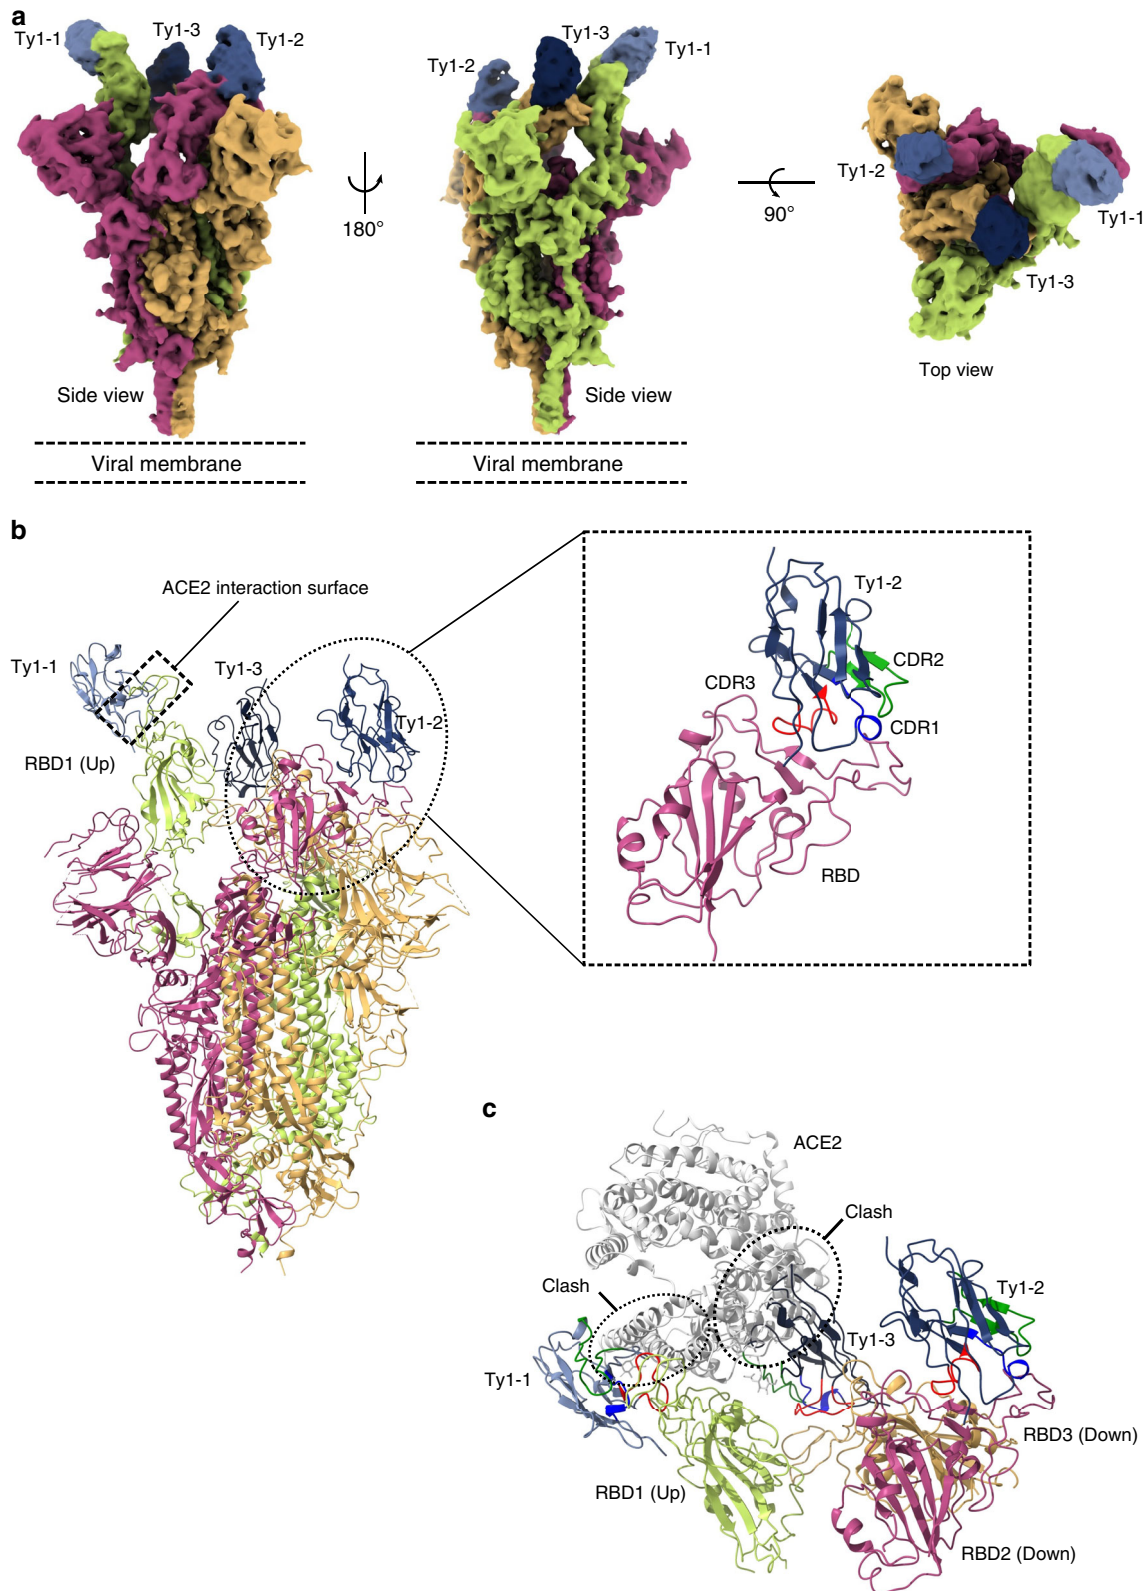 a
Ty1-1
Ty1-3
Ty1-2
Side view
Viral membrane
180°
Ty1-2
Ty1-3
Ty1-1
Side view
Viral membrane
90°
Ty1-2
Ty1-1
Ty1-3
Top view
b
ACE2 interaction surface
Ty1-1
Ty1-3
Ty1-2
RBD1 (Up)
Ty1-2
CDR2
CDR3
CDR1
RBD
c
ACE2
Clash
Clash
Ty1-2
Ty1-3
Ty1-1
RBD3 (Down)
RBD1 (Up)
RBD2 (Down)